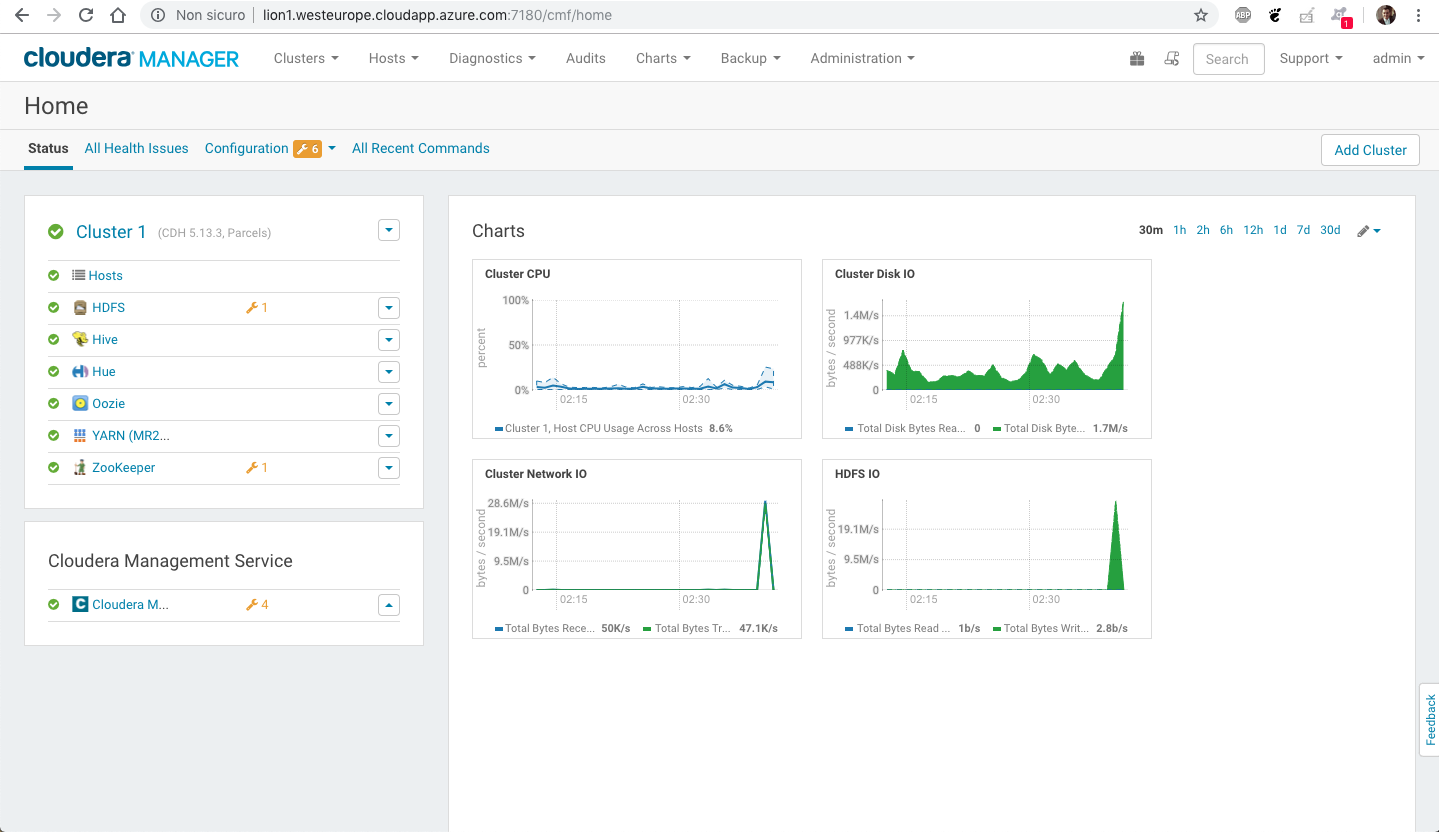 Non sicuro lion1.westeurope.cloudapp.azure.com:7180/cmf/home
ABP
1
cloudera MANAGER Clusters Hosts Diagnostics Audits Charts Backup Administration Search Support admin
Home
Status All Health Issues Configuration 6 All Recent Commands Add Cluster
Cluster 1 (CDH 5.13.3, Parcels)
Hosts
HDFS 1
Hive
Hue
Oozie
YARN (MR2...
ZooKeeper 1
Cloudera Management Service
Cloudera M... 4
Charts 30m 1h 2h 6h 12h 1d 7d 30d
Cluster CPU
percent
100%
50%
0%
02:15 02:30
Cluster 1, Host CPU Usage Across Hosts 8.6%
Cluster Disk IO
bytes / second
1.4M/s
977K/s
488K/s
0
02:15 02:30
Total Disk Bytes Rea... 0 Total Disk Byte... 1.7M/s
Cluster Network IO
bytes / second
28.6M/s
19.1M/s
9.5M/s
0
02:15 02:30
Total Bytes Rece... 50K/s Total Bytes Tr... 47.1K/s
HDFS IO
bytes / second
19.1M/s
9.5M/s
0
02:15 02:30
Total Bytes Read ... 1b/s Total Bytes Writ... 2.8b/s
Feedback